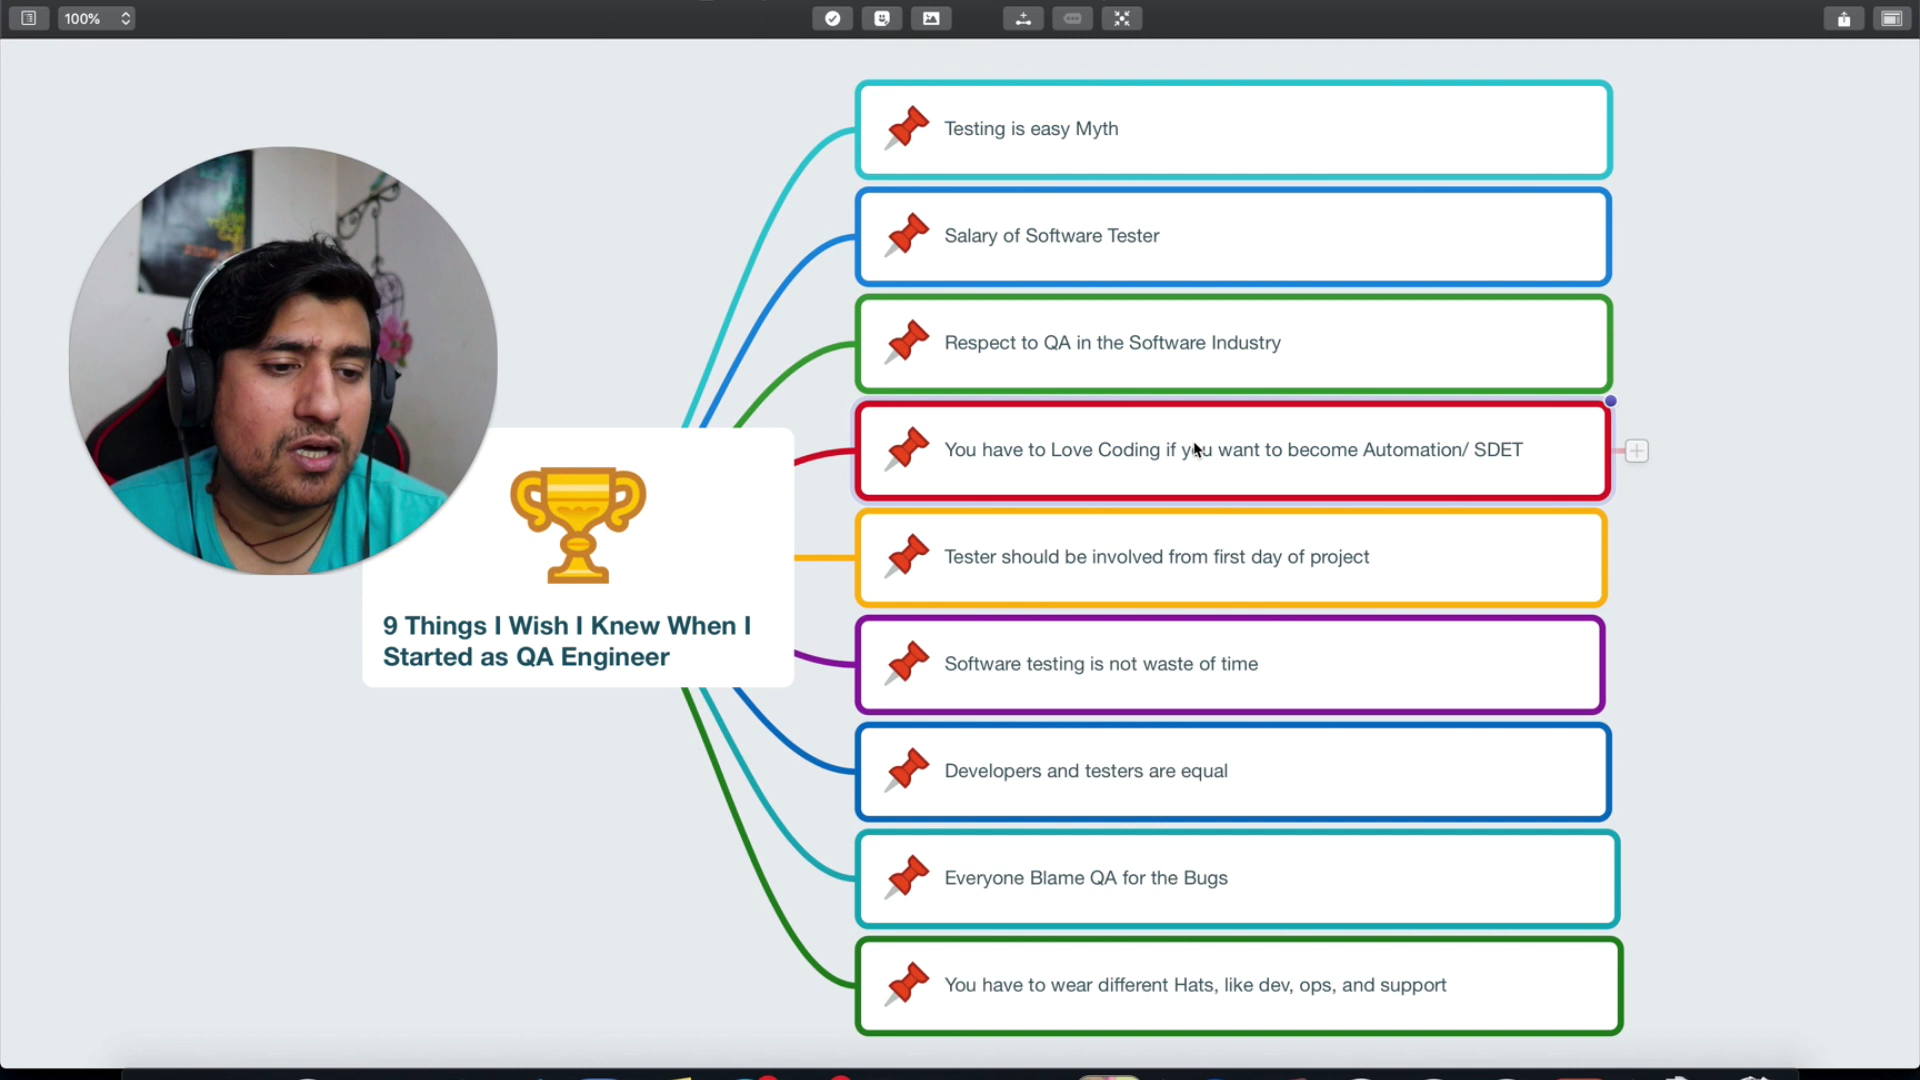 100%
Testing is easy Myth
Salary of Software Tester
Respect to QA in the Software Industry
You have to Love Coding if you want to become Automation/ SDET
Tester should be involved from first day of project
9 Things I Wish I Knew When I
Started as QA Engineer
Software testing is not waste of time
Developers and testers are equal
Everyone Blame QA for the Bugs
You have to wear different Hats, like dev, ops, and support